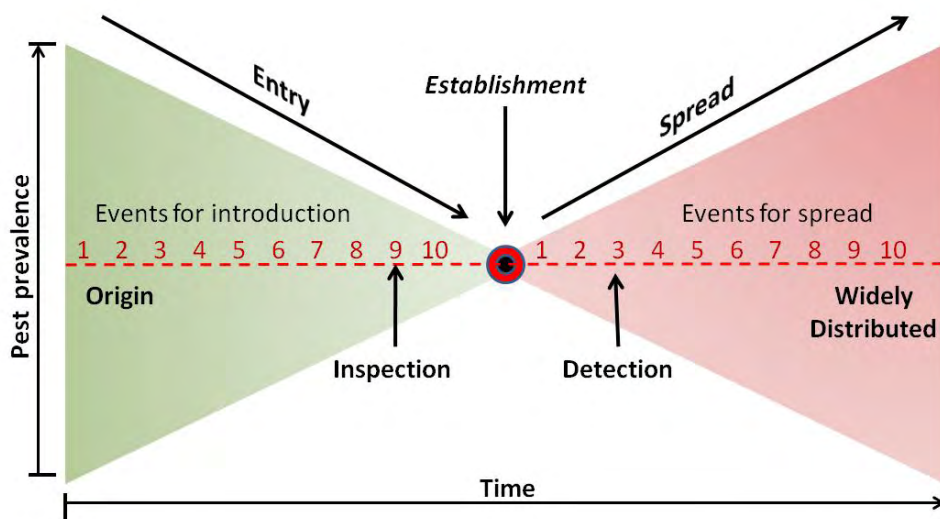 Entry
Establishment
Spread
Pest prevalence
Events for introduction
Events for spread
1 2 3 4 5 6 7 8 9 10
1 2 3 4 5 6 7 8 9 10
Origin
Widely
Distributed
Inspection
Detection
Time